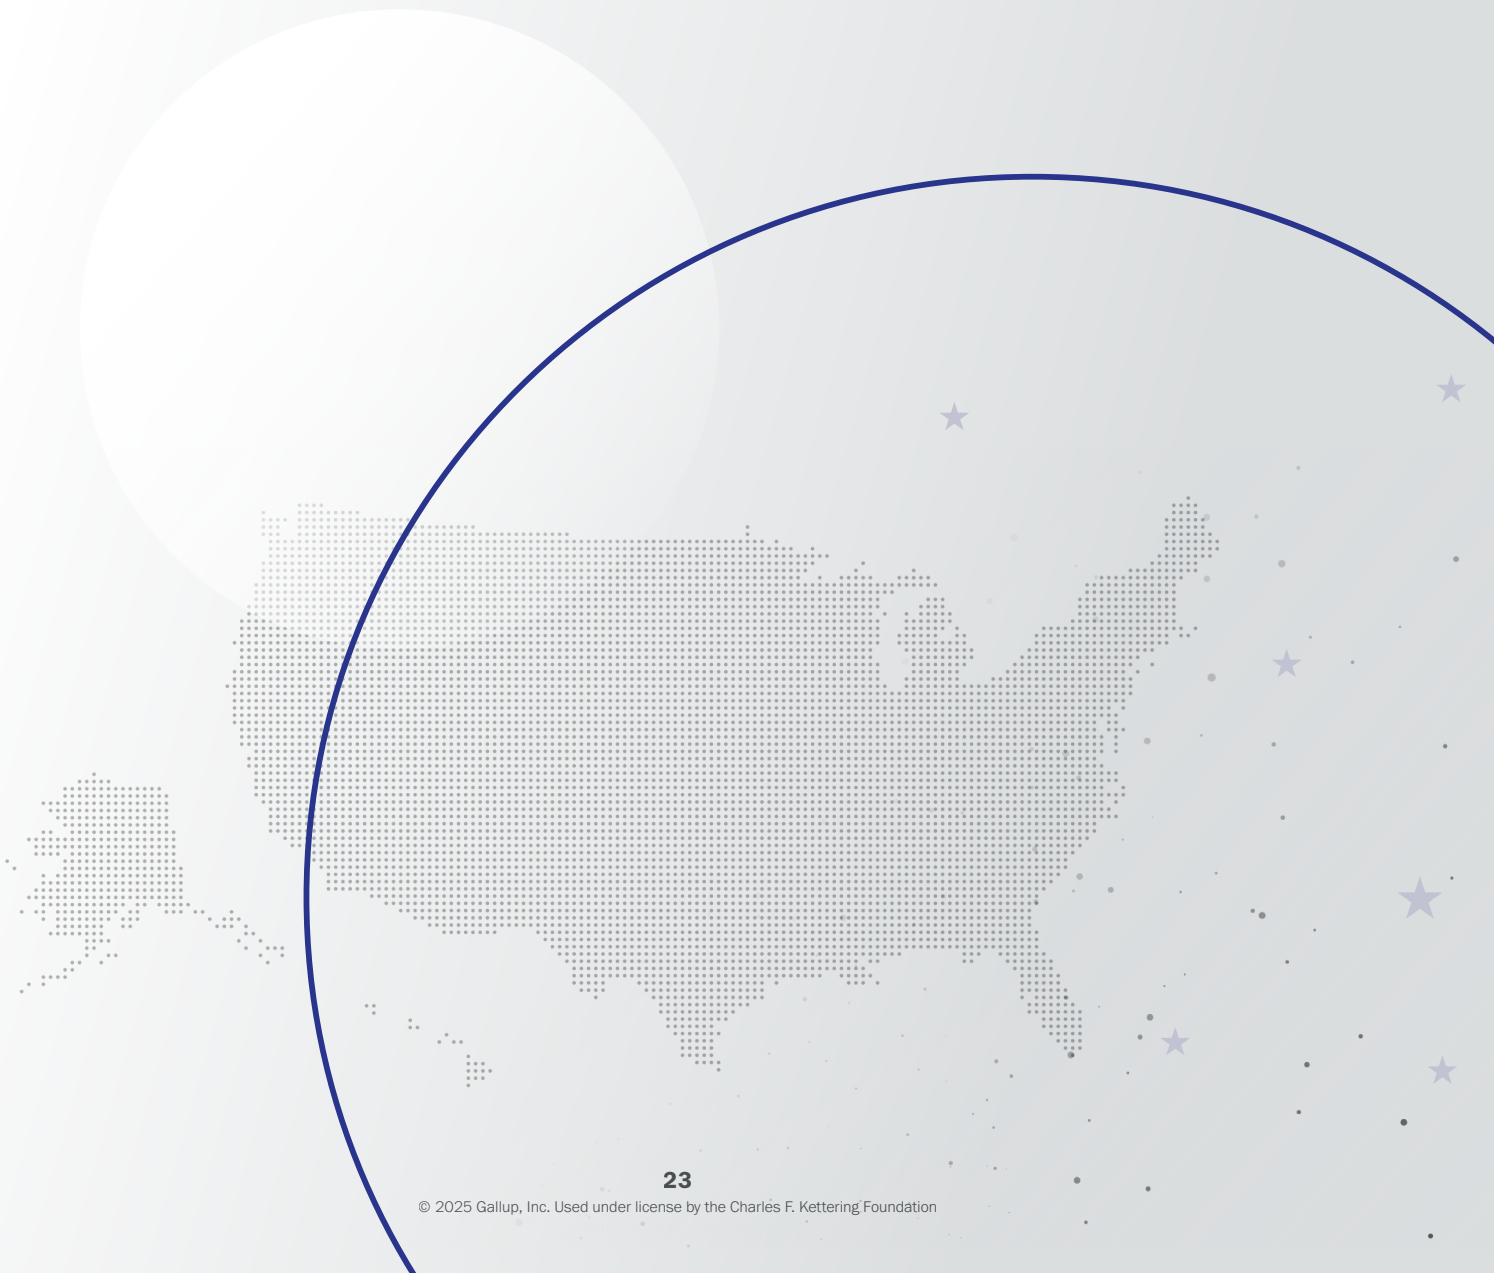 23
© 2025 Gallup, Inc. Used under license by the Charles F. Kettering Foundation